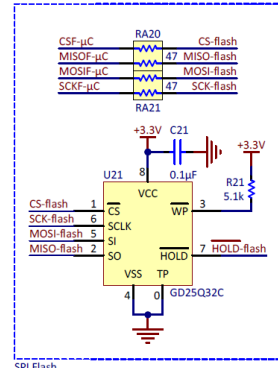 RA20
CSF-µC CS-flash
MISOF-µC 47 MISO-flash
MOSIF-µC MOSI-flash
SCKF-µC 47 SCK-flash
RA21
+3.3V C21 +3.3V
0.1µF
U21 8 R21
VCC 5.1k
CS-flash 1 CS WP 3
SCK-flash 6 SCLK
MOSI-flash 5 SI
MISO-flash 2 SO HOLD 7 HOLD-flash
VSS TP
4 0 GD25Q32C
SPI Flash